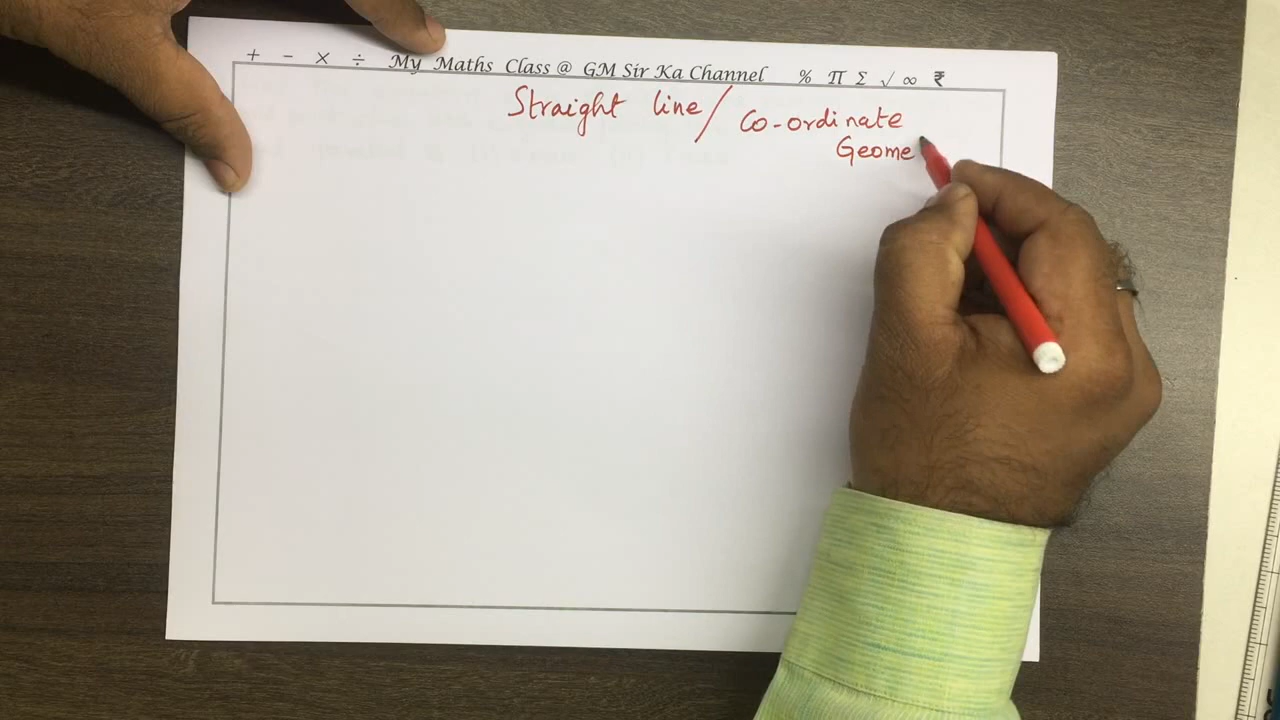 + - × ÷ My Maths Class @ GM Sir Ka Channel % Π Σ √ ∞ ₹
Straight line / Co-ordinate
Geome